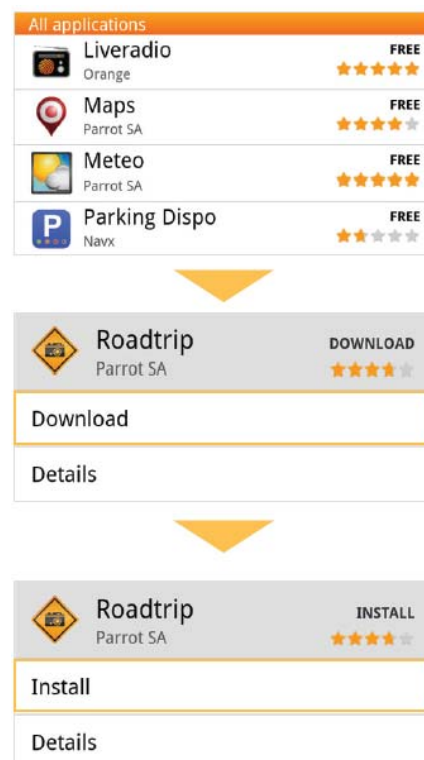 All applications
Liveradio FREE
Orange
Maps FREE
Parrot SA
Meteo FREE
Parrot SA
P Parking Dispo FREE
Navx
Roadtrip DOWNLOAD
Parrot SA
Download
Details
Roadtrip INSTALL
Parrot SA
Install
Details